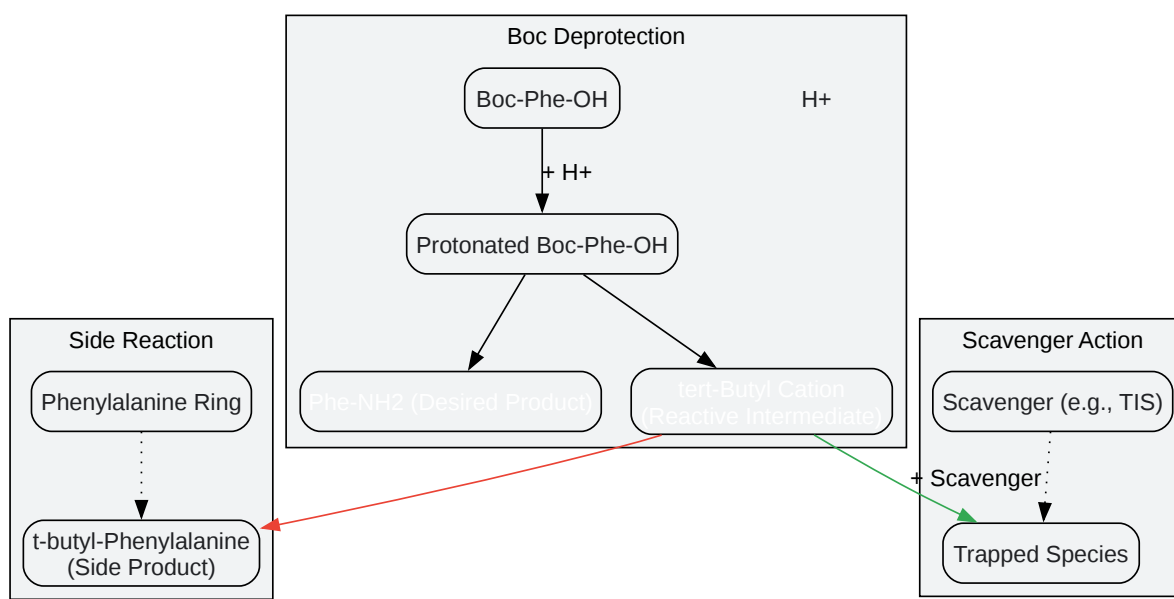 Boc Deprotection
Boc-Phe-OH
H+
+ H+
Protonated Boc-Phe-OH
Side Reaction
Scavenger Action
Phenylalanine Ring
Phe-NH2 (Desired Product)
tert-Butyl Cation
(Reactive Intermediate)
Scavenger (e.g., TIS)
+ Scavenger
t-butyl-Phenylalanine
(Side Product)
Trapped Species